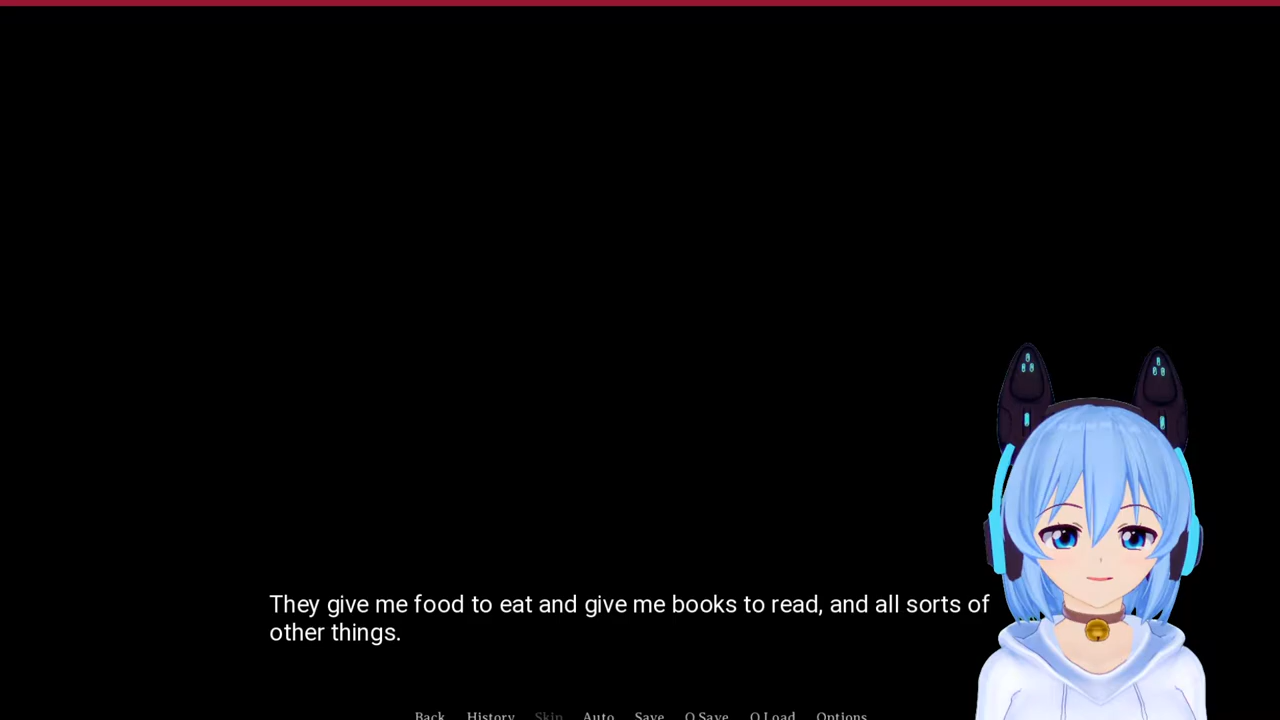 They give me food to eat and give me books to read, and all sorts of
other things.
Back History Skip Auto Save Q.Save Q.Load Options